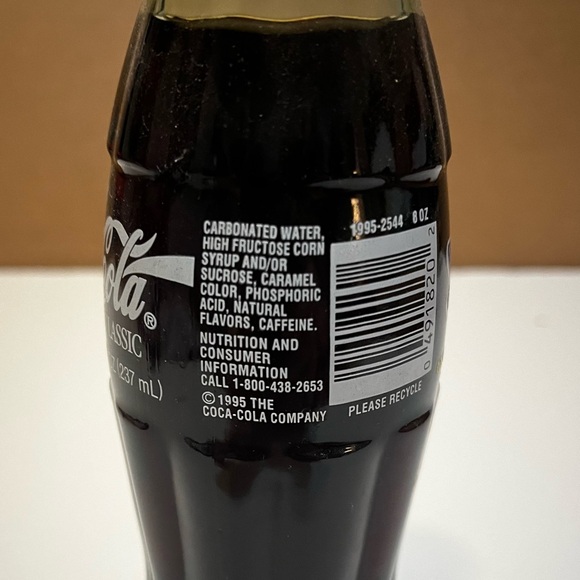 Cola®
CLASSIC
(237 mL)
CARBONATED WATER,
HIGH FRUCTOSE CORN
SYRUP AND/OR
SUCROSE, CARAMEL
COLOR, PHOSPHORIC
ACID, NATURAL
FLAVORS, CAFFEINE.
NUTRITION AND
CONSUMER
INFORMATION
CALL 1-800-438-2653
© 1995 THE
COCA-COLA COMPANY
1995-2544 8 OZ
0 491820 2
PLEASE RECYCLE